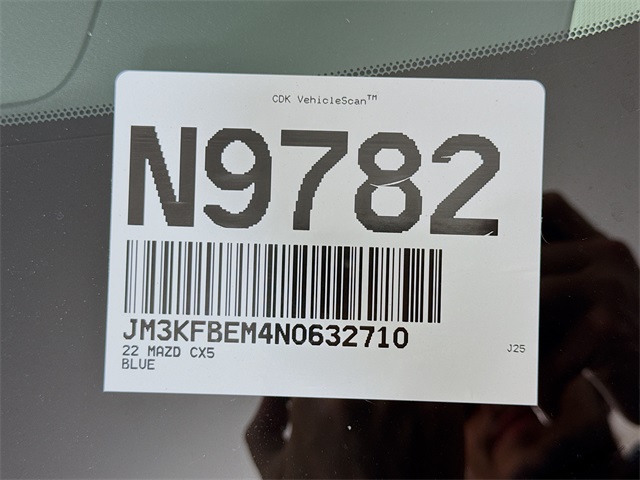 CDK VehicleScan™
N9782
JM3KFBEM4N0632710
22 MAZD CX5
J25
BLUE